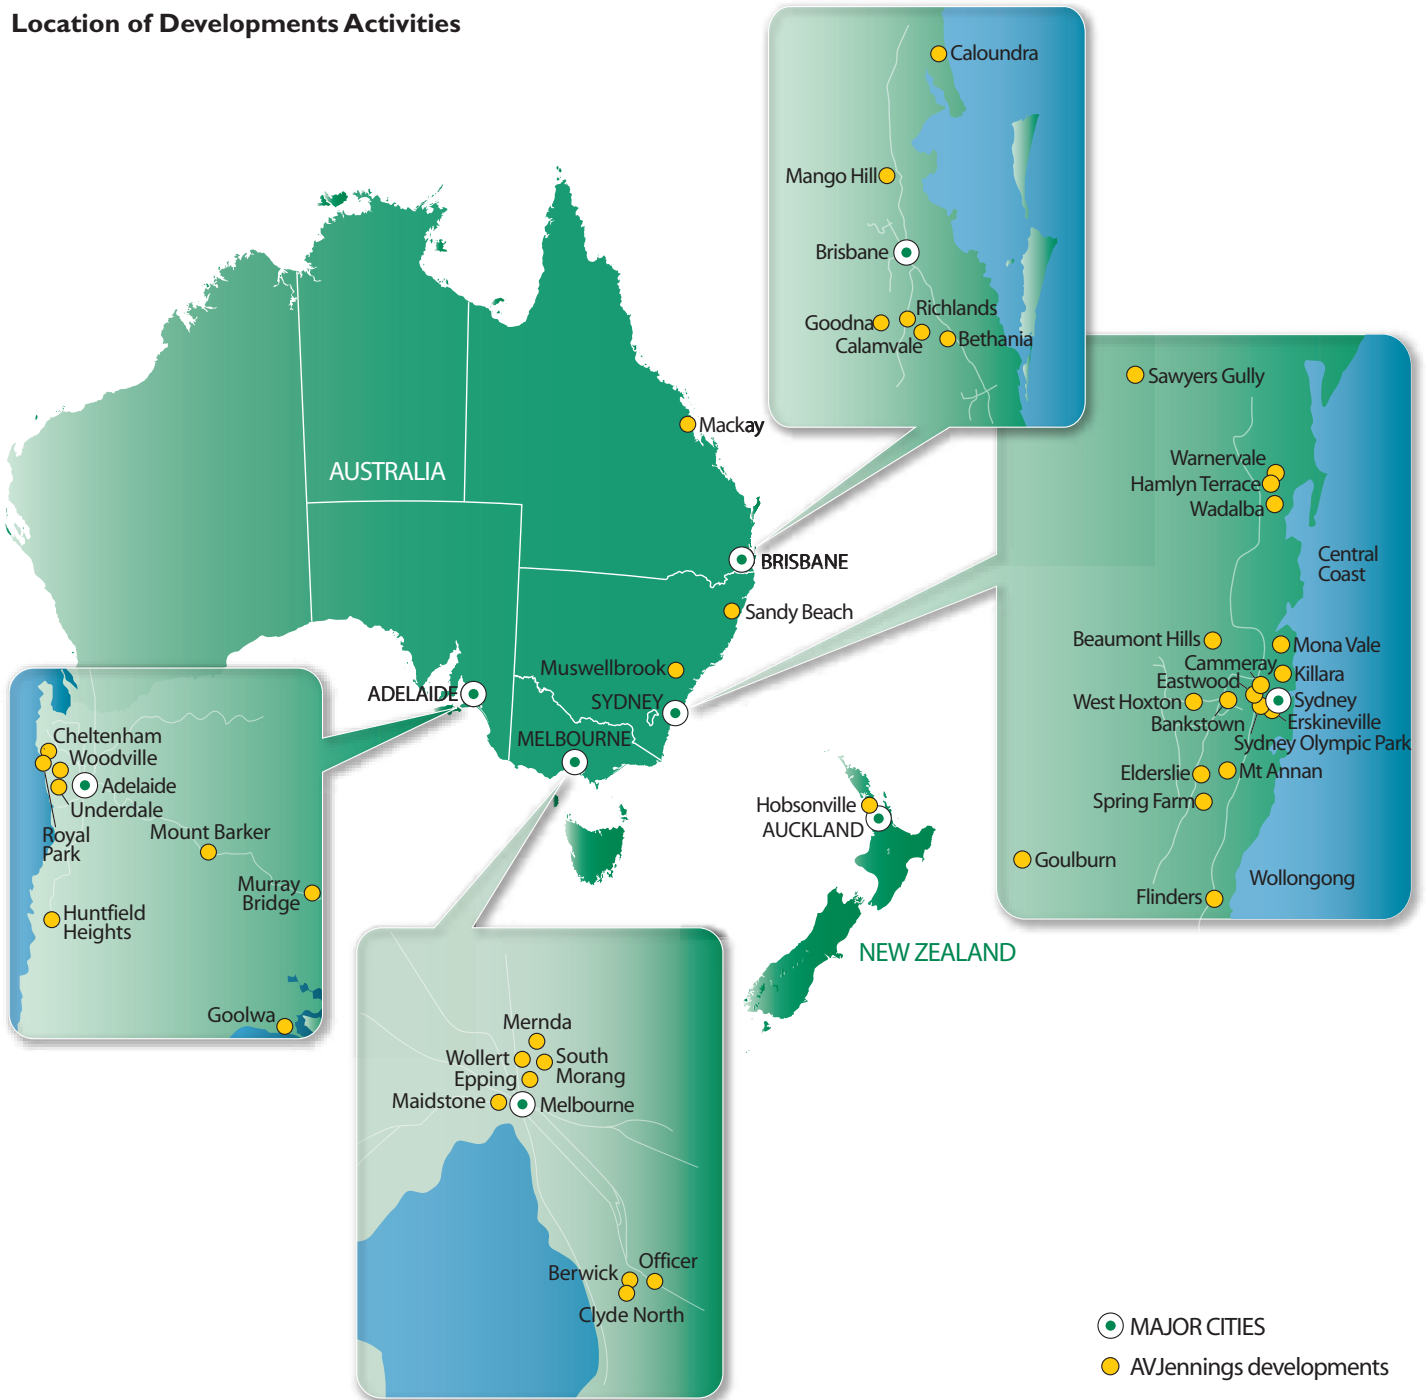 Location of Developments Activities
Caloundra
Mango Hill
Brisbane
Richlands
Goodna
Calamvale
Bethania
Sawyers Gully
Warnervale
Hamlyn Terrace
Wadalba
Central
Coast
Beaumont Hills
Mona Vale
Cammeray
Killara
Eastwood
West Hoxton
Sydney
Bankstown
Erskineville
Sydney Olympic Park
Elderslie
Mt Annan
Spring Farm
Goulburn
Wollongong
Flinders
AUSTRALIA
Mackay
BRISBANE
Sandy Beach
Muswellbrook
ADELAIDE
SYDNEY
MELBOURNE
Cheltenham
Woodville
Adelaide
Underdale
Royal
Park
Mount Barker
Murray
Bridge
Huntfield
Heights
Goolwa
Hobsonville
AUCKLAND
NEW ZEALAND
Mernda
Wollert
South
Morang
Epping
Maidstone
Melbourne
Officer
Berwick
Clyde North
MAJOR CITIES
AVJennings developments